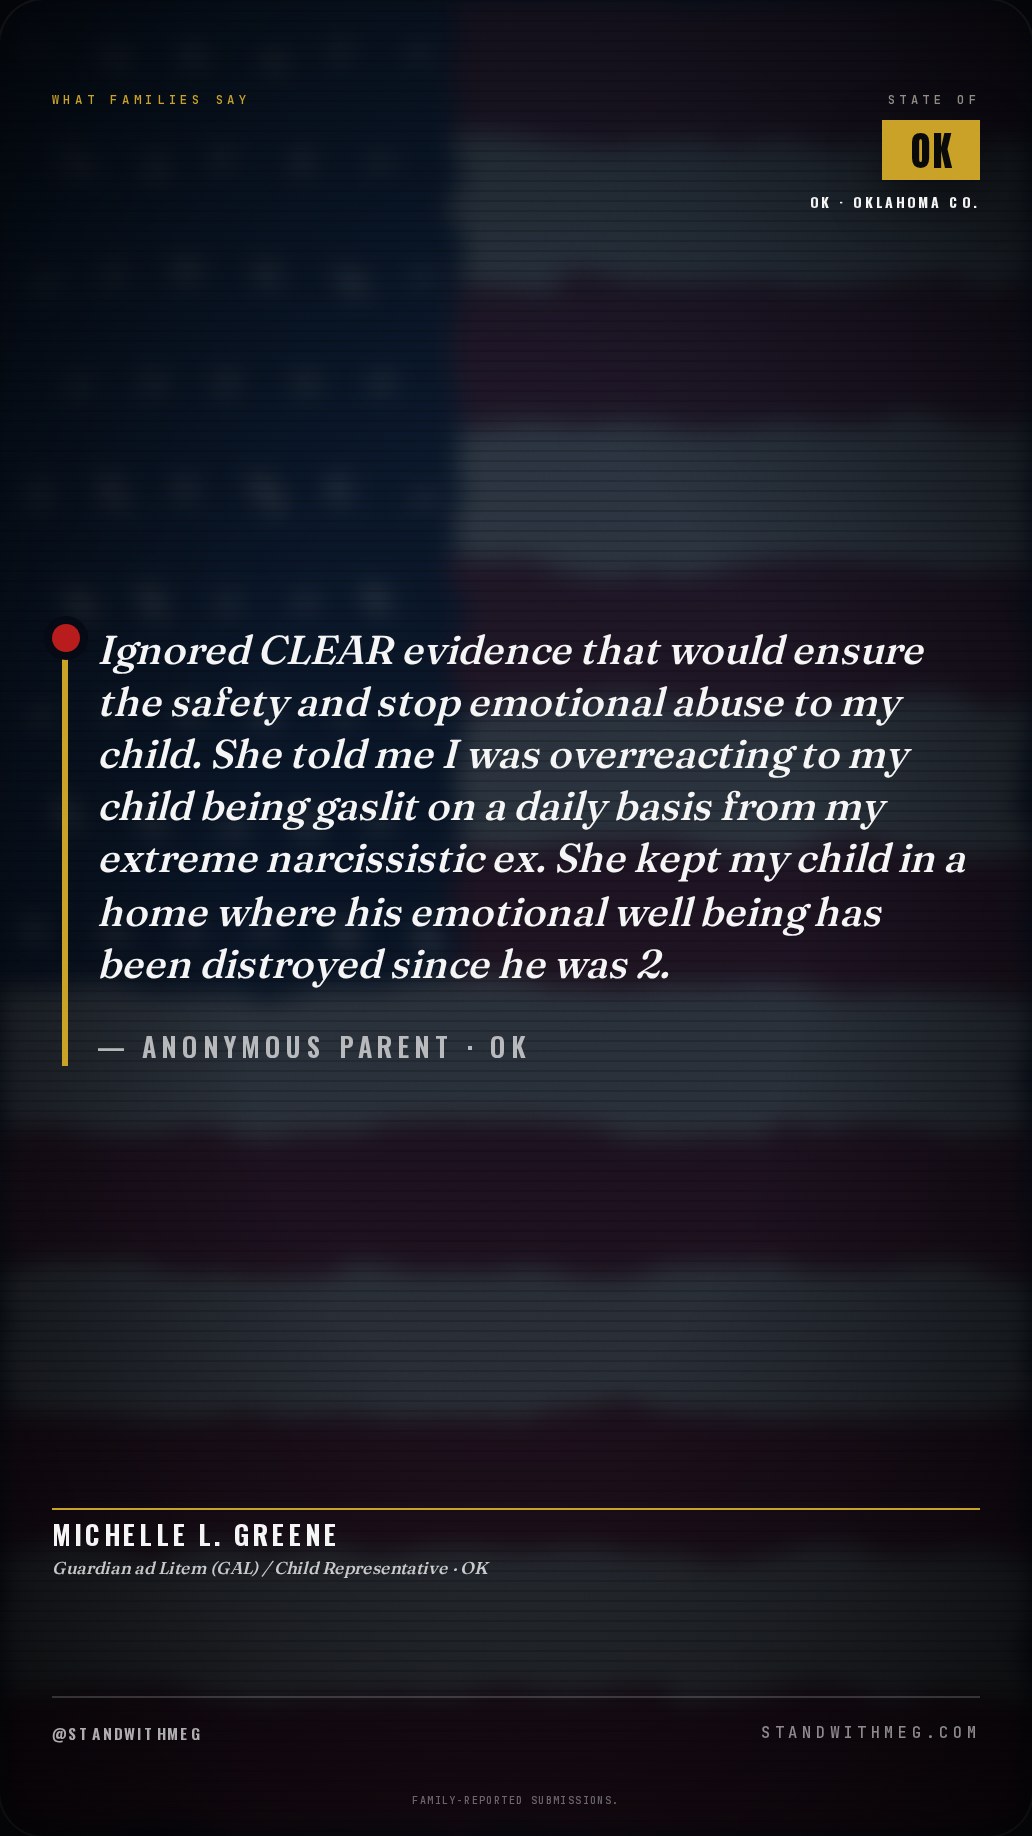 WHAT FAMILIES SAY
STATE OF
OK
OK · OKLAHOMA CO.
Ignored CLEAR evidence that would ensure
the safety and stop emotional abuse to my
child. She told me I was overreacting to my
child being gaslit on a daily basis from my
extreme narcissistic ex. She kept my child in a
home where his emotional well being has
been distroyed since he was 2.
— ANONYMOUS PARENT · OK
MICHELLE L. GREENE
Guardian ad Litem (GAL) / Child Representative · OK
@STANDWITHMEG
STANDWITHMEG.COM
FAMILY-REPORTED SUBMISSIONS.